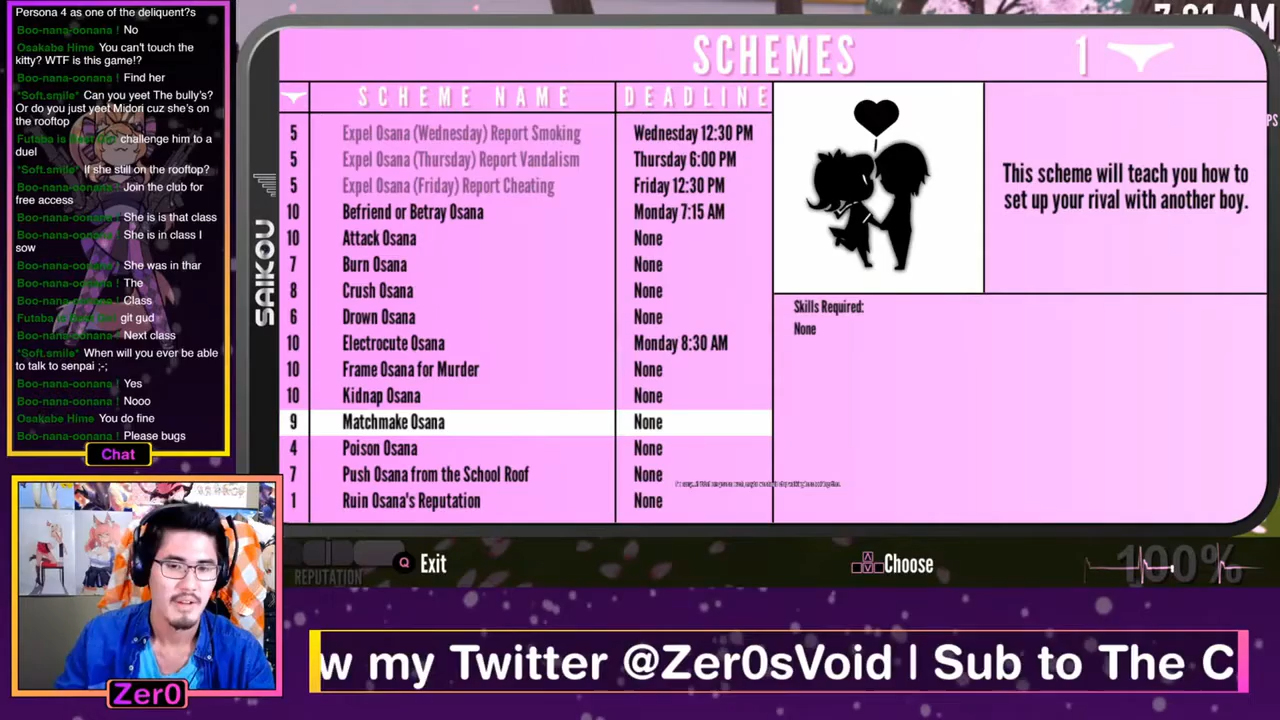 Persona 4 as one of the deliquent?s
Boo-nana-oonana ! No
Osakabe Hime You can't touch the
kitty? WTF is this game!?
Boo-nana-oonana ! Find her
*Soft.smile* Can you yeet The bully's?
Or do you just yeet Midori cuz she's on
the rooftop
Futaba is challenge him to a
duel
*Soft.smile* If she still on the rooftop?
Boo-nana-oonana ! Join the club for
free access
Boo-nana-oonana ! She is is that class
Boo-nana-oonana ! She is in class I
sow
Boo-nana-oonana ! She was in thar
Boo-nana-oonana ! The
Boo-nana-oonana ! Class
Futaba is git gud
Boo-nana-oonana ! Next class
*Soft.smile* When will you ever be able
to talk to senpai ;-;
Boo-nana-oonana ! Yes
Boo-nana-oonana ! Nooo
Osakabe Hime You do fine
Boo-nana-oonana ! Please bugs
Chat
Zer0
AM
SCHEMES 1
SCHEME NAME DEADLINE
5 Expel Osana (Wednesday) Report Smoking Wednesday 12:30 PM
5 Expel Osana (Thursday) Report Vandalism Thursday 6:00 PM
5 Expel Osana (Friday) Report Cheating Friday 12:30 PM
10 Befriend or Betray Osana Monday 7:15 AM
10 Attack Osana None
7 Burn Osana None
8 Crush Osana None
6 Drown Osana None
10 Electrocute Osana Monday 8:30 AM
10 Frame Osana for Murder None
10 Kidnap Osana None
9 Matchmake Osana None
4 Poison Osana None
7 Push Osana from the School Roof None
1 Ruin Osana's Reputation None
This scheme will teach you how to
set up your rival with another boy.
Skills Required:
None
SAIKOU
REPUTATION
Q Exit
Choose
100%
w my Twitter @Zer0sVoid | Sub to The C